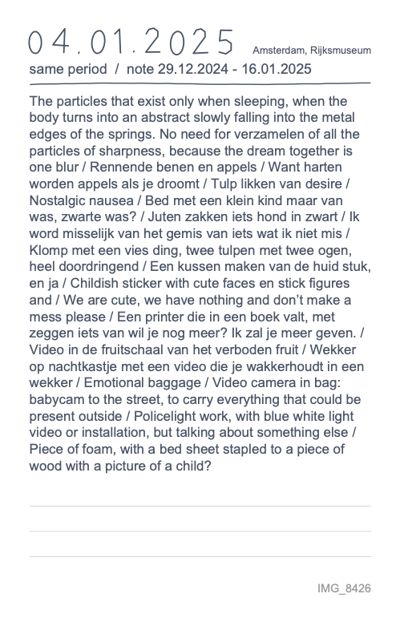 04.01.2025 Amsterdam, Rijksmuseum
same period / note 29.12.2024 - 16.01.2025
The particles that exist only when sleeping, when the
body turns into an abstract slowly falling into the metal
edges of the springs. No need for verzamelen of all the
particles of sharpness, because the dream together is
one blur / Rennende benen en appels / Want harten
worden appels als je droomt / Tulp likken van desire /
Nostalgic nausea / Bed met een klein kind maar van
was, zwarte was? / Juten zakken iets hond in zwart / Ik
word misselijk van het gemis van iets wat ik niet mis /
Klomp met een vies ding, twee tulpen met twee ogen,
heel doordringend / Een kussen maken van de huid stuk,
en ja / Childish sticker with cute faces en stick figures
and / We are cute, we have nothing and don't make a
mess please / Een printer die in een boek valt, met
zeggen iets van wil je nog meer? Ik zal je meer geven. /
Video in de fruitschaal van het verboden fruit / Wekker
op nachtkastje met een video die je wakkerhoudt in een
wekker / Emotional baggage / Video camera in bag:
babycam to the street, to carry everything that could be
present outside / Policelight work, with blue white light
video or installation, but talking about something else /
Piece of foam, with a bed sheet stapled to a piece of
wood with a picture of a child?
IMG_8426